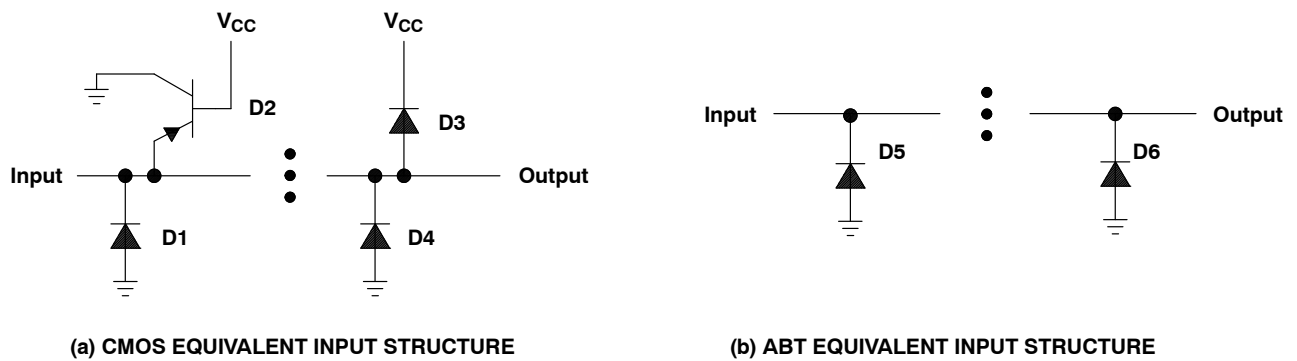 VCC
VCC
D2
D3
Input
Output
D1
D4
Input
Output
D5
D6
(a) CMOS EQUIVALENT INPUT STRUCTURE
(b) ABT EQUIVALENT INPUT STRUCTURE